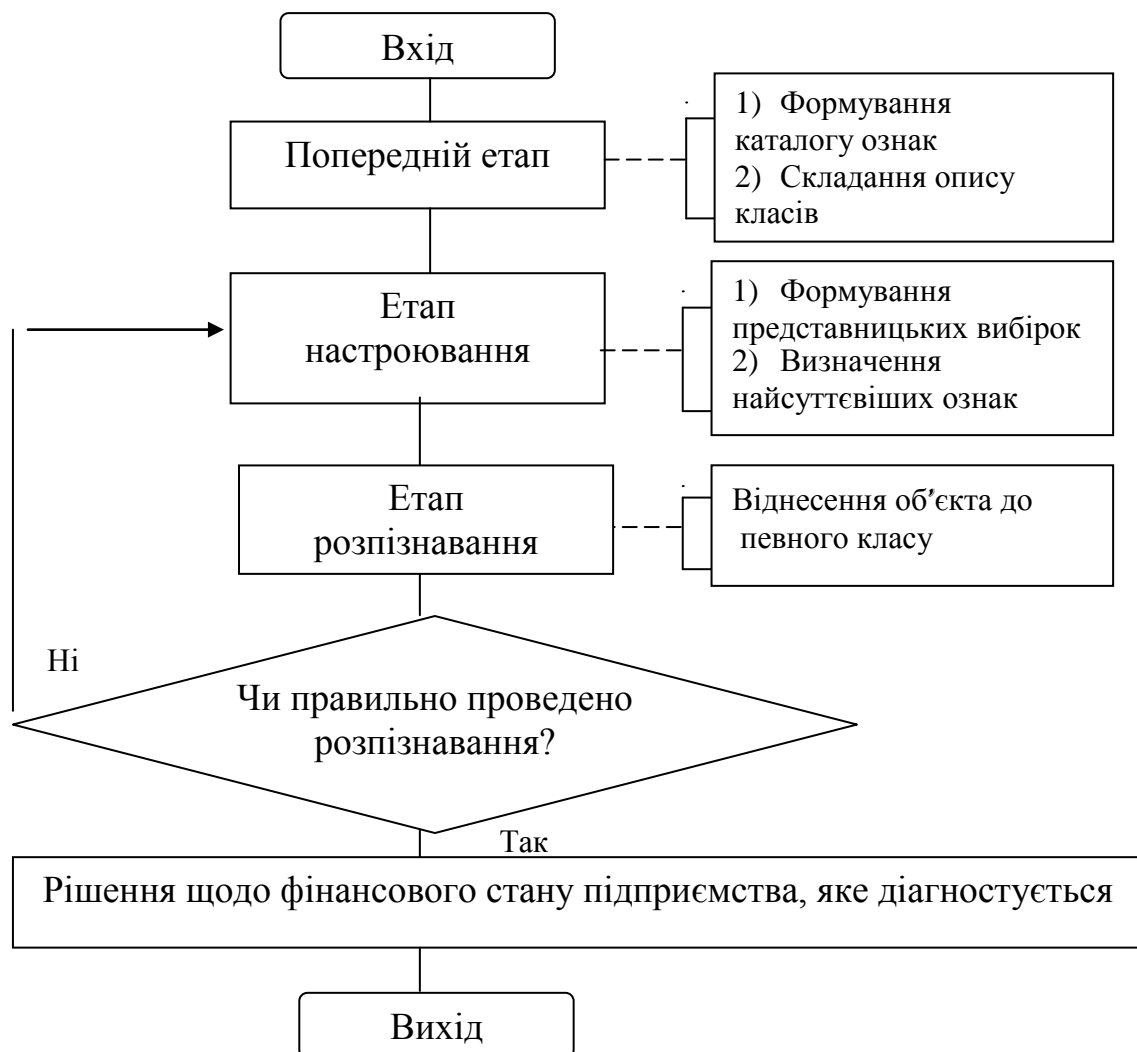 Вхід
Попередній етап
1) Формування
каталогу ознак
2) Складання опису
класів
Етап
настроювання
1) Формування
представницьких вибірок
2) Визначення
найсуттєвіших ознак
Етап
розпізнавання
Віднесення об’єкта до
певного класу
Ні
Чи правильно проведено
розпізнавання?
Так
Рішення щодо фінансового стану підприємства, яке діагностується
Вихід